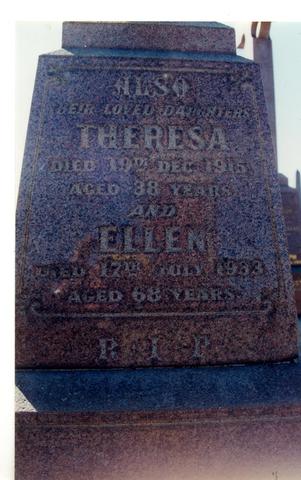 ALSO
THEIR LOVED DAUGHTERS
THERESA
DIED 19TH DEC. 1915
AGED 38 YEARS
AND
ELLEN
DIED 17TH JULY 1933
AGED 68 YEARS
R I P